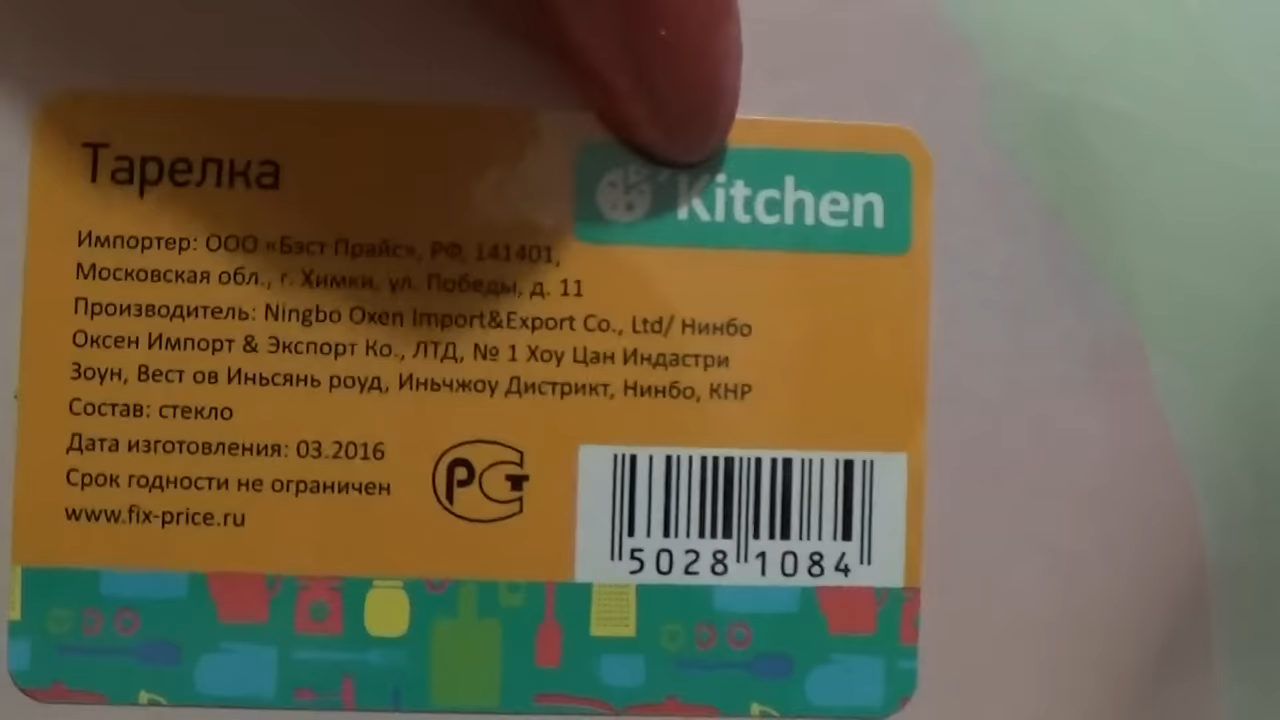 Тарелка
Kitchen
Импортер: ООО «Бэст Прайс», РФ, 141401,
Московская обл., г. Химки, ул. Победы, д. 11
Производитель: Ningbo Oxen Import&Export Co., Ltd/ Нинбо
Оксен Импорт & Экспорт Ко., ЛТД, № 1 Хоу Цан Индастри
Зоун, Вест ов Иньсянь роуд, Иньчжоу Дистрикт, Нинбо, КНР
Состав: стекло
Дата изготовления: 03.2016
Срок годности не ограничен
www.fix-price.ru
РСТ
50281084